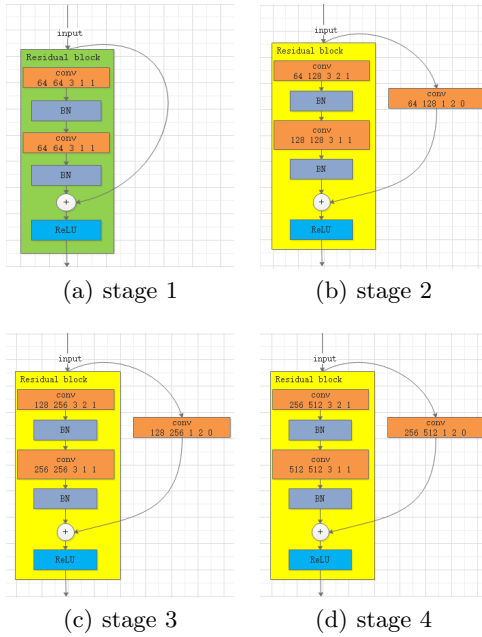 input
Residual block
conv
64 64 3 1 1
BN
conv
64 64 3 1 1
BN
+
ReLU
(a) stage 1
input
Residual block
conv
64 128 3 2 1
BN
conv
64 128 1 2 0
conv
128 128 3 1 1
BN
+
ReLU
(b) stage 2
input
Residual block
conv
128 256 3 2 1
BN
conv
128 256 1 2 0
conv
256 256 3 1 1
BN
+
ReLU
(c) stage 3
input
Residual block
conv
256 512 3 2 1
BN
conv
256 512 1 2 0
conv
512 512 3 1 1
BN
+
ReLU
(d) stage 4